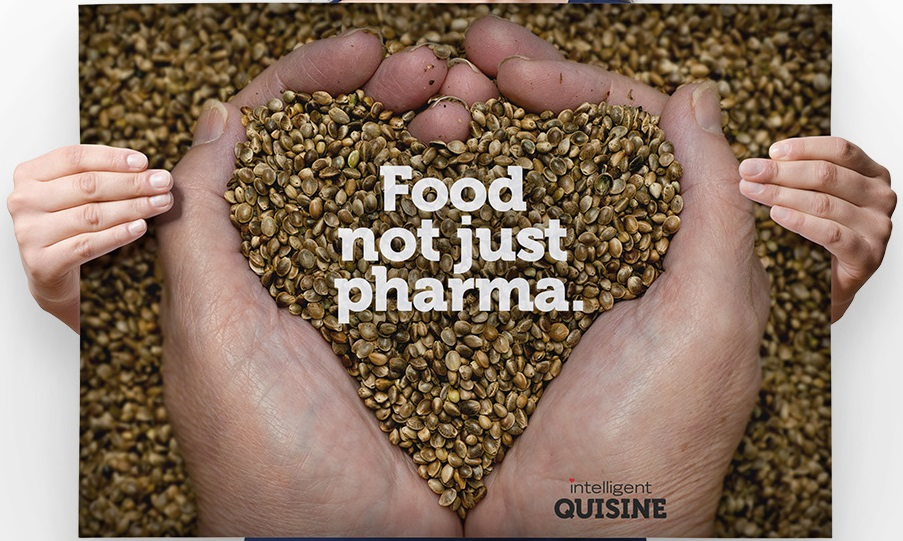 Food
not just
pharma.
intelligent
QUISINE